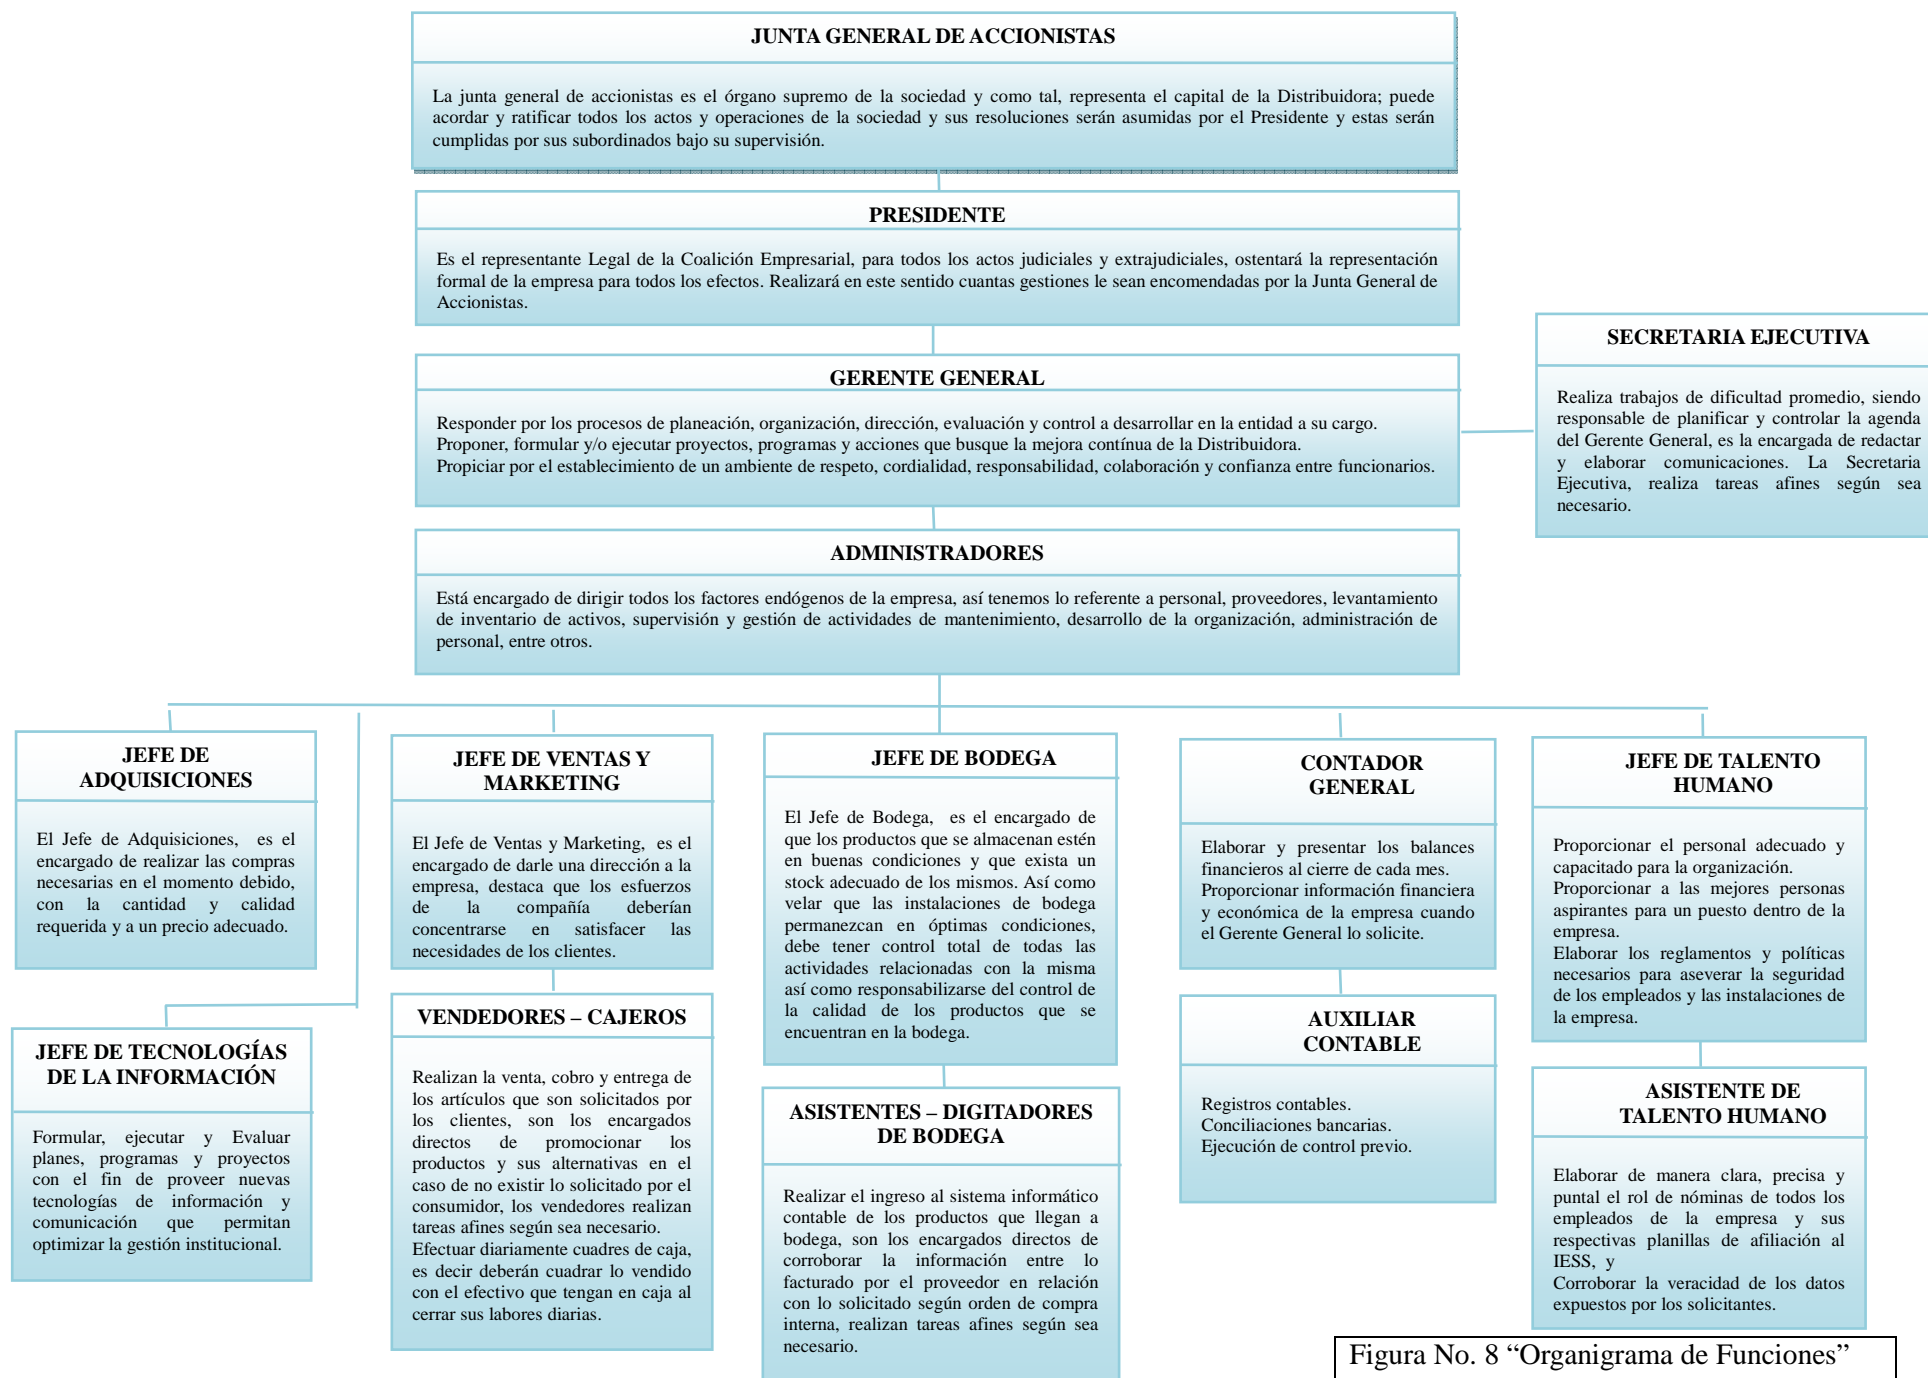 JUNTA GENERAL DE ACCIONISTAS
La junta general de accionistas es el órgano supremo de la sociedad y como tal, representa el capital de la Distribuidora; puede
acordar y ratificar todos los actos y operaciones de la sociedad y sus resoluciones serán asumidas por el Presidente y estas serán
cumplidas por sus subordinados bajo su supervisión.
PRESIDENTE
Es el representante Legal de la Coalición Empresarial, para todos los actos judiciales y extrajudiciales, ostentará la representación
formal de la empresa para todos los efectos. Realizará en este sentido cuantas gestiones le sean encomendadas por la Junta General de
Accionistas.
GERENTE GENERAL
Responder por los procesos de planeación, organización, dirección, evaluación y control a desarrollar en la entidad a su cargo.
Proponer, formular y/o ejecutar proyectos, programas y acciones que busque la mejora contínua de la Distribuidora.
Propiciar por el establecimiento de un ambiente de respeto, cordialidad, responsabilidad, colaboración y confianza entre funcionarios.
SECRETARIA EJECUTIVA
Realiza trabajos de dificultad promedio, siendo
responsable de planificar y controlar la agenda
del Gerente General, es la encargada de redactar
y elaborar comunicaciones. La Secretaria
Ejecutiva, realiza tareas afines según sea
necesario.
ADMINISTRADORES
Está encargado de dirigir todos los factores endógenos de la empresa, así tenemos lo referente a personal, proveedores, levantamiento
de inventario de activos, supervisión y gestión de actividades de mantenimiento, desarrollo de la organización, administración de
personal, entre otros.
JEFE DE
ADQUISICIONES
El Jefe de Adquisiciones, es el
encargado de realizar las compras
necesarias en el momento debido,
con la cantidad y calidad
requerida y a un precio adecuado.
JEFE DE TECNOLOGÍAS
DE LA INFORMACIÓN
Formular, ejecutar y Evaluar
planes, programas y proyectos
con el fin de proveer nuevas
tecnologías de información y
comunicación que permitan
optimizar la gestión institucional.
JEFE DE VENTAS Y
MARKETING
El Jefe de Ventas y Marketing, es el
encargado de darle una dirección a la
empresa, destaca que los esfuerzos
de la compañía deberían
concentrarse en satisfacer las
necesidades de los clientes.
VENDEDORES – CAJEROS
Realizan la venta, cobro y entrega de
los artículos que son solicitados por
los clientes, son los encargados
directos de promocionar los
productos y sus alternativas en el
caso de no existir lo solicitado por el
consumidor, los vendedores realizan
tareas afines según sea necesario.
Efectuar diariamente cuadres de caja,
es decir deberán cuadrar lo vendido
con el efectivo que tengan en caja al
cerrar sus labores diarias.
JEFE DE BODEGA
El Jefe de Bodega, es el encargado de
que los productos que se almacenan estén
en buenas condiciones y que exista un
stock adecuado de los mismos. Así como
velar que las instalaciones de bodega
permanezcan en óptimas condiciones,
debe tener control total de todas las
actividades relacionadas con la misma
así como responsabilizarse del control de
la calidad de los productos que se
encuentran en la bodega.
ASISTENTES – DIGITADORES
DE BODEGA
Realizar el ingreso al sistema informático
contable de los productos que llegan a
bodega, son los encargados directos de
corroborar la información entre lo
facturado por el proveedor en relación
con lo solicitado según orden de compra
interna, realizan tareas afines según sea
necesario.
CONTADOR
GENERAL
Elaborar y presentar los balances
financieros al cierre de cada mes.
Proporcionar información financiera
y económica de la empresa cuando
el Gerente General lo solicite.
AUXILIAR
CONTABLE
Registros contables.
Conciliaciones bancarias.
Ejecución de control previo.
JEFE DE TALENTO
HUMANO
Proporcionar el personal adecuado y
capacitado para la organización.
Proporcionar a las mejores personas
aspirantes para un puesto dentro de la
empresa.
Elaborar los reglamentos y políticas
necesarios para aseverar la seguridad
de los empleados y las instalaciones de
la empresa.
ASISTENTE DE
TALENTO HUMANO
Elaborar de manera clara, precisa y
puntal el rol de nóminas de todos los
empleados de la empresa y sus
respectivas planillas de afiliación al
IESS, y
Corroborar la veracidad de los datos
expuestos por los solicitantes.
Figura No. 8 “Organigrama de Funciones”